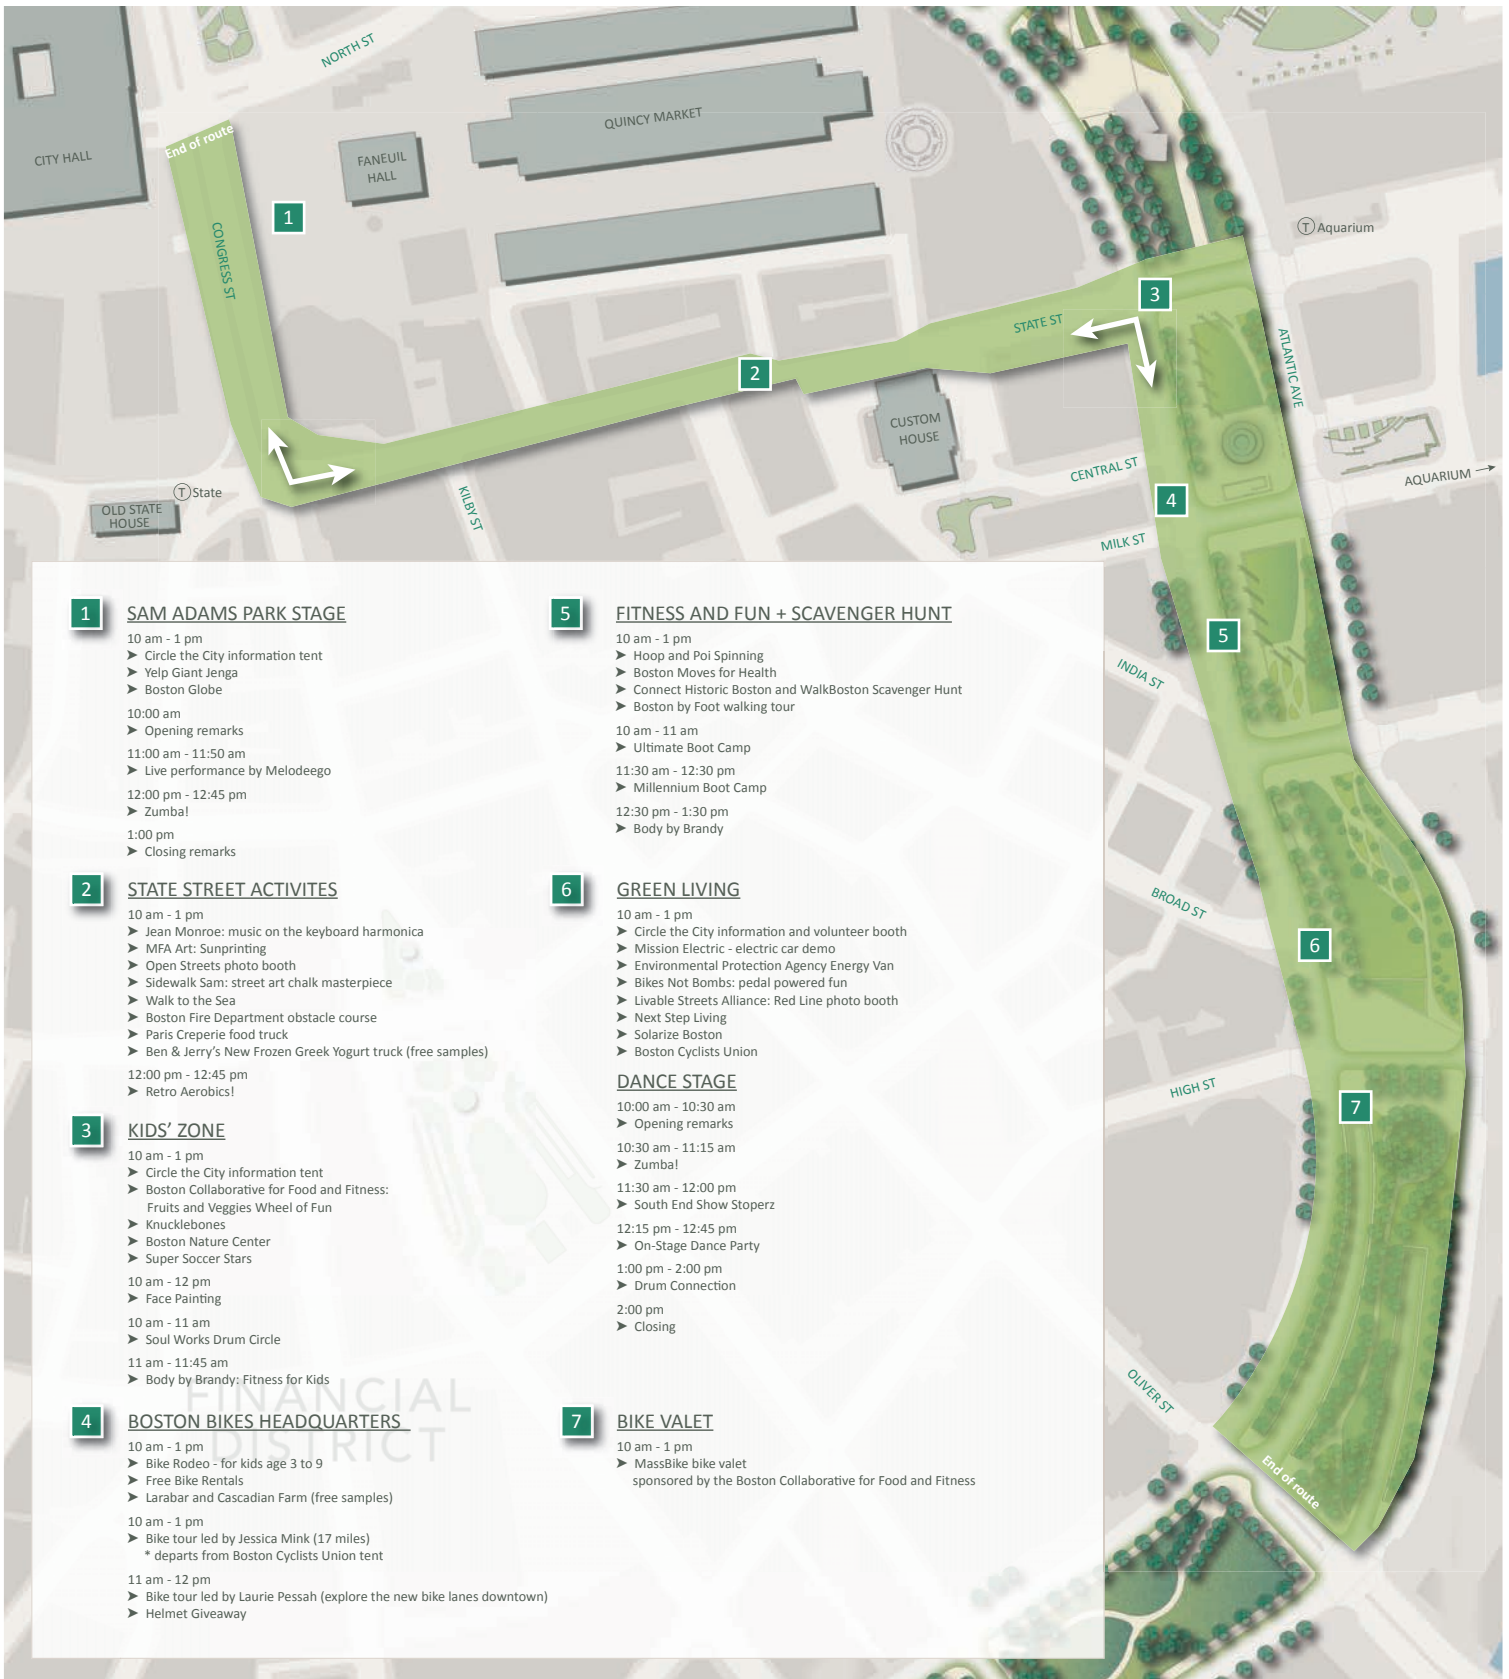 NORTH ST
CITY HALL
End of route
FANEUIL
HALL
QUINCY MARKET
1
CONGRESS ST
T Aquarium
3
STATE ST
ATLANTIC AVE
2
CUSTOM
HOUSE
CENTRAL ST
AQUARIUM
T State
OLD STATE
HOUSE
KILBY ST
4
MILK ST
5
INDIA ST
BROAD ST
6
HIGH ST
7
OLIVER ST
End of route
FINANCIAL
DISTRICT
1 SAM ADAMS PARK STAGE
10 am - 1 pm
➤ Circle the City information tent
➤ Yelp Giant Jenga
➤ Boston Globe
10:00 am
➤ Opening remarks
11:00 am - 11:50 am
➤ Live performance by Melodeego
12:00 pm - 12:45 pm
➤ Zumba!
1:00 pm
➤ Closing remarks
2 STATE STREET ACTIVITES
10 am - 1 pm
➤ Jean Monroe: music on the keyboard harmonica
➤ MFA Art: Sunprinting
➤ Open Streets photo booth
➤ Sidewalk Sam: street art chalk masterpiece
➤ Walk to the Sea
➤ Boston Fire Department obstacle course
➤ Paris Creperie food truck
➤ Ben & Jerry's New Frozen Greek Yogurt truck (free samples)
12:00 pm - 12:45 pm
➤ Retro Aerobics!
3 KIDS' ZONE
10 am - 1 pm
➤ Circle the City information tent
➤ Boston Collaborative for Food and Fitness:
Fruits and Veggies Wheel of Fun
➤ Knucklebones
➤ Boston Nature Center
➤ Super Soccer Stars
10 am - 12 pm
➤ Face Painting
10 am - 11 am
➤ Soul Works Drum Circle
11 am - 11:45 am
➤ Body by Brandy: Fitness for Kids
4 BOSTON BIKES HEADQUARTERS
10 am - 1 pm
➤ Bike Rodeo - for kids age 3 to 9
➤ Free Bike Rentals
➤ Larabar and Cascadian Farm (free samples)
10 am - 1 pm
➤ Bike tour led by Jessica Mink (17 miles)
* departs from Boston Cyclists Union tent
11 am - 12 pm
➤ Bike tour led by Laurie Pessah (explore the new bike lanes downtown)
➤ Helmet Giveaway
5 FITNESS AND FUN + SCAVENGER HUNT
10 am - 1 pm
➤ Hoop and Poi Spinning
➤ Boston Moves for Health
➤ Connect Historic Boston and WalkBoston Scavenger Hunt
➤ Boston by Foot walking tour
10 am - 11 am
➤ Ultimate Boot Camp
11:30 am - 12:30 pm
➤ Millennium Boot Camp
12:30 pm - 1:30 pm
➤ Body by Brandy
6 GREEN LIVING
10 am - 1 pm
➤ Circle the City information and volunteer booth
➤ Mission Electric - electric car demo
➤ Environmental Protection Agency Energy Van
➤ Bikes Not Bombs: pedal powered fun
➤ Livable Streets Alliance: Red Line photo booth
➤ Next Step Living
➤ Solarize Boston
➤ Boston Cyclists Union
DANCE STAGE
10:00 am - 10:30 am
➤ Opening remarks
10:30 am - 11:15 am
➤ Zumba!
11:30 am - 12:00 pm
➤ South End Show Stoperz
12:15 pm - 12:45 pm
➤ On-Stage Dance Party
1:00 pm - 2:00 pm
➤ Drum Connection
2:00 pm
➤ Closing
7 BIKE VALET
10 am - 1 pm
➤ MassBike bike valet
sponsored by the Boston Collaborative for Food and Fitness